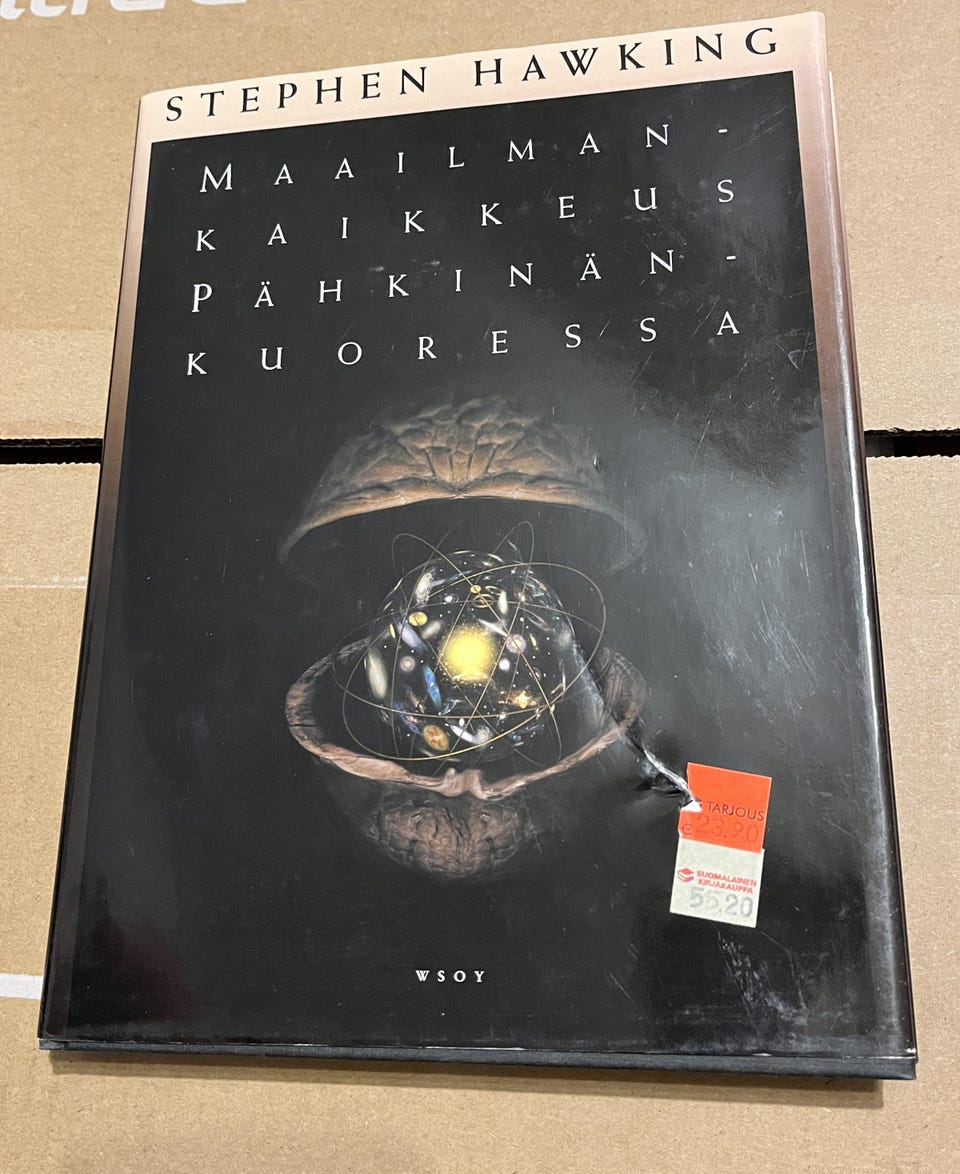 STEPHEN HAWKING
MAAILMAN-
KAIKKEUS
PÄHKINÄN-
KUORESSA
TARJOUS
€23.90
SUOMALAINEN
KIRJAKAUPPA
55.20
WSOY